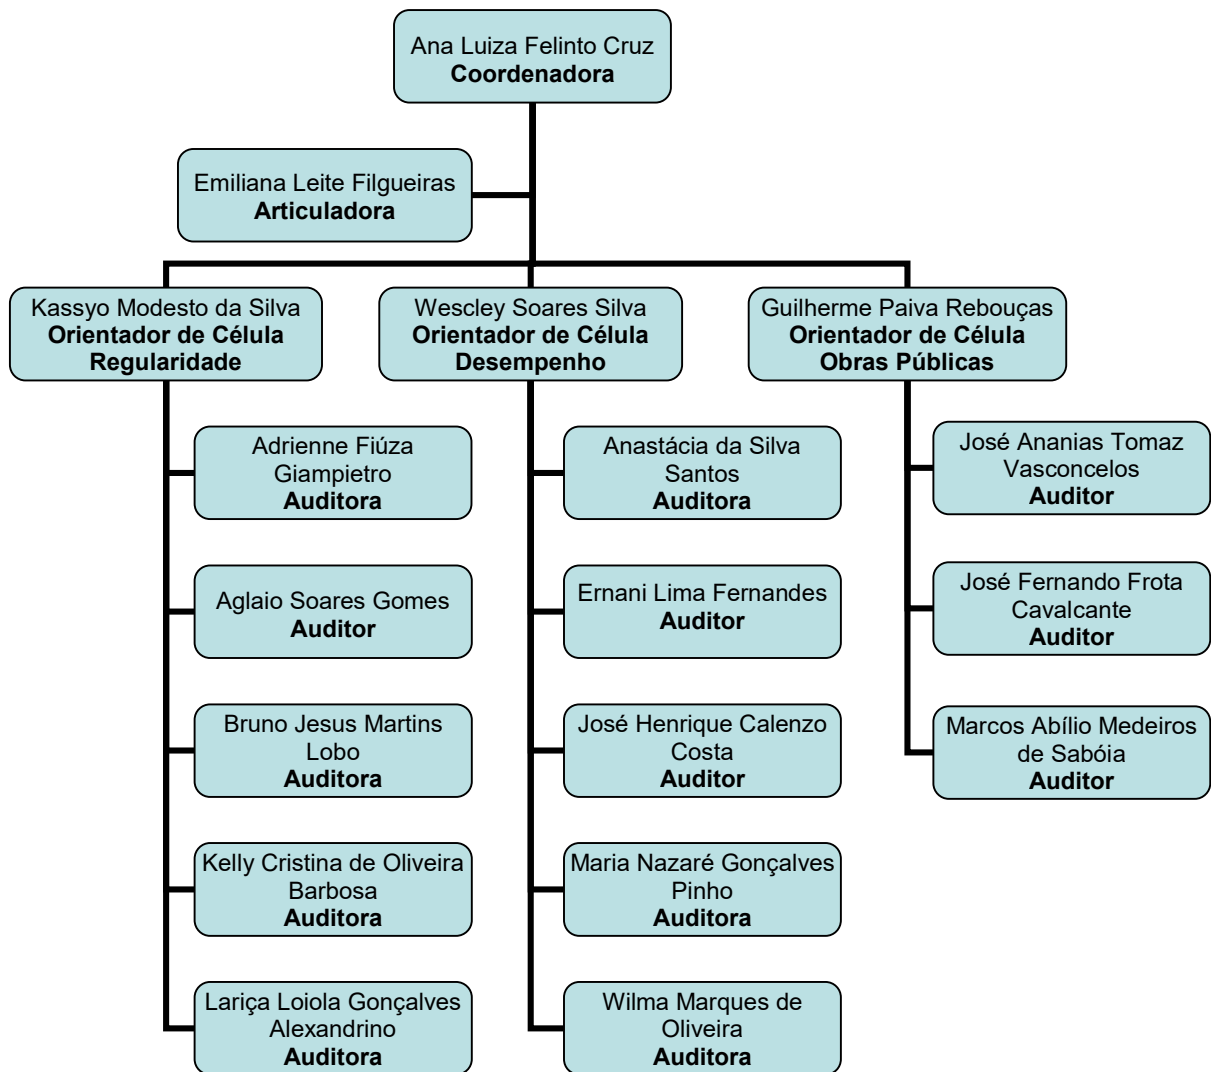 Ana Luiza Felinto Cruz
Coordenadora
Emiliana Leite Filgueiras
Articuladora
Kassyo Modesto da Silva
Orientador de Célula
Regularidade
Wescley Soares Silva
Orientador de Célula
Desempenho
Guilherme Paiva Rebouças
Orientador de Célula
Obras Públicas
Adrienne Fiúza
Giampietro
Auditora
Aglaio Soares Gomes
Auditor
Bruno Jesus Martins
Lobo
Auditora
Kelly Cristina de Oliveira
Barbosa
Auditora
Lariça Loiola Gonçalves
Alexandrino
Auditora
Anastácia da Silva
Santos
Auditora
Ernani Lima Fernandes
Auditor
José Henrique Calenzo
Costa
Auditor
Maria Nazaré Gonçalves
Pinho
Auditora
Wilma Marques de
Oliveira
Auditora
José Ananias Tomaz
Vasconcelos
Auditor
José Fernando Frota
Cavalcante
Auditor
Marcos Abílio Medeiros
de Sabóia
Auditor